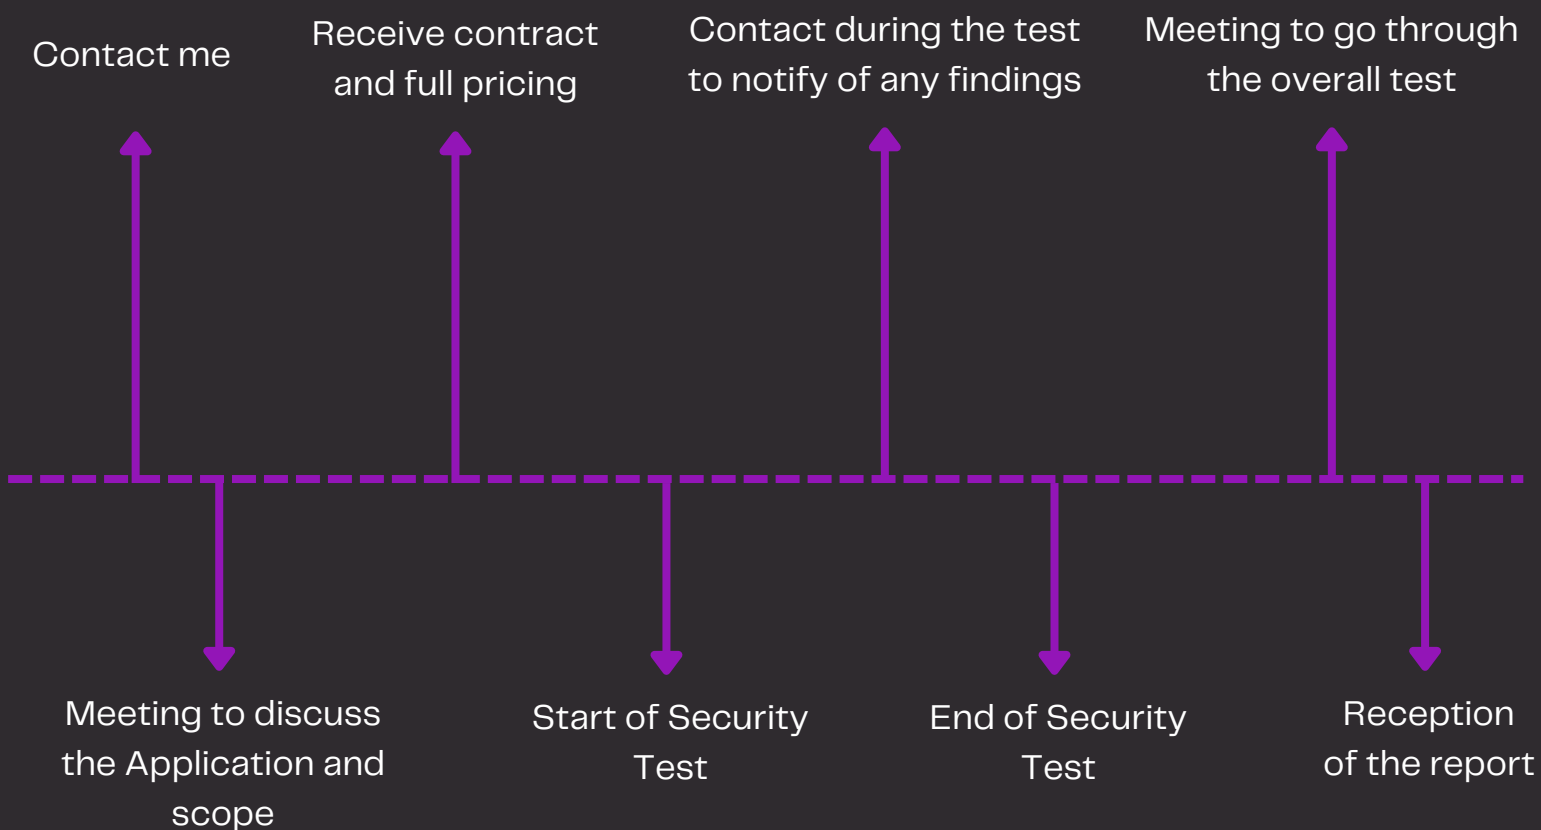 Contact me
Receive contract
and full pricing
Contact during the test
to notify of any findings
Meeting to go through
the overall test
Meeting to discuss
the Application and
scope
Start of Security
Test
End of Security
Test
Reception
of the report